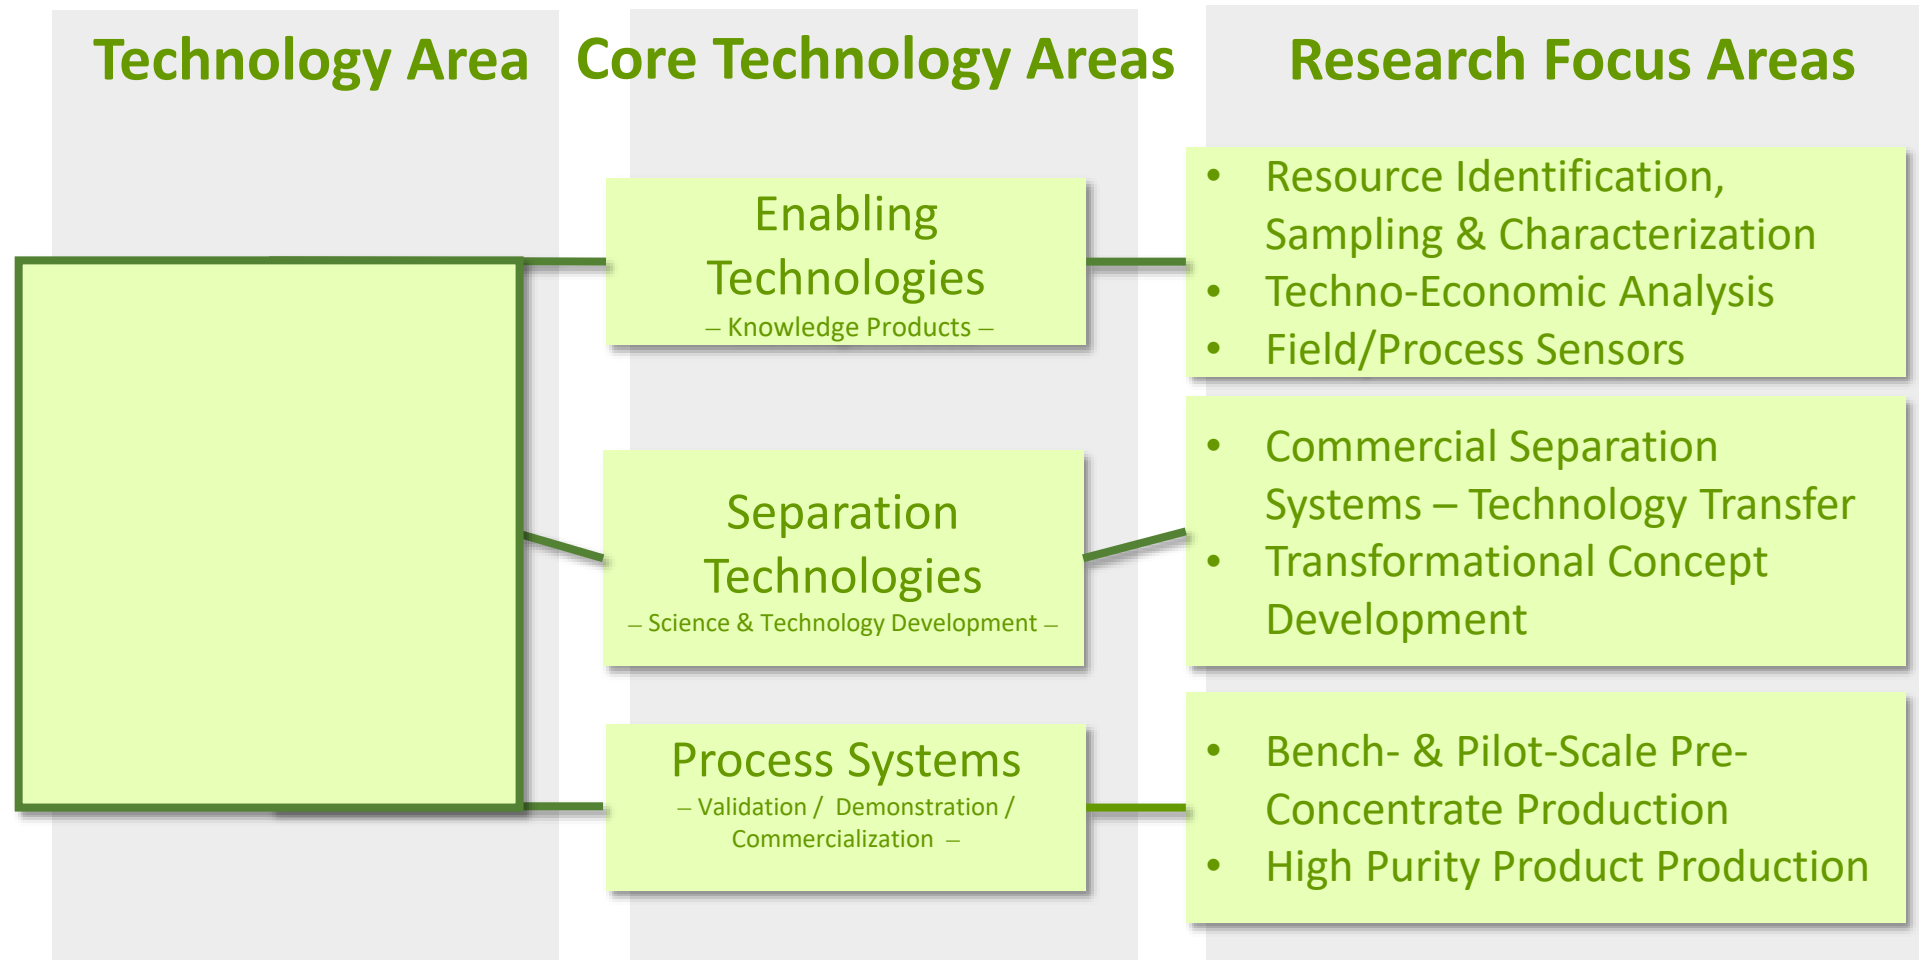 Technology Area
Core Technology Areas
Research Focus Areas
Enabling
Technologies
– Knowledge Products –
• Resource Identification,
Sampling & Characterization
• Techno-Economic Analysis
• Field/Process Sensors
Separation
Technologies
– Science & Technology Development –
• Commercial Separation
Systems – Technology Transfer
• Transformational Concept
Development
Process Systems
– Validation / Demonstration /
Commercialization –
• Bench- & Pilot-Scale Pre-
Concentrate Production
• High Purity Product Production